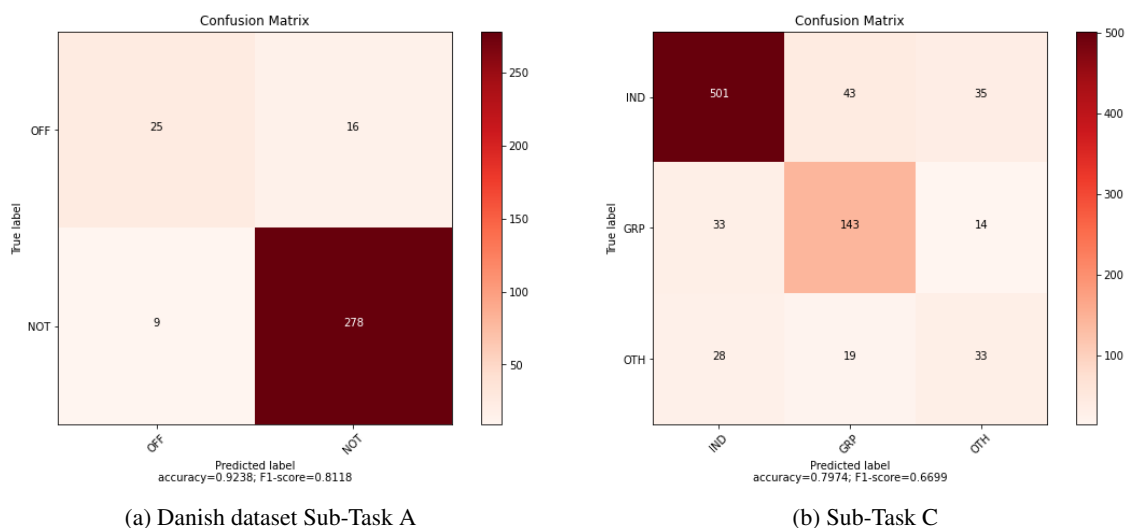 Confusion Matrix
OFF
NOT
True label
25
16
9
278
OFF
NOT
Predicted label
accuracy=0.9238; F1-score=0.8118
250
200
150
100
50
(a) Danish dataset Sub-Task A
Confusion Matrix
IND
GRP
OTH
True label
501
43
35
33
143
14
28
19
33
IND
GRP
OTH
Predicted label
accuracy=0.7974; F1-score=0.6699
500
400
300
200
100
(b) Sub-Task C